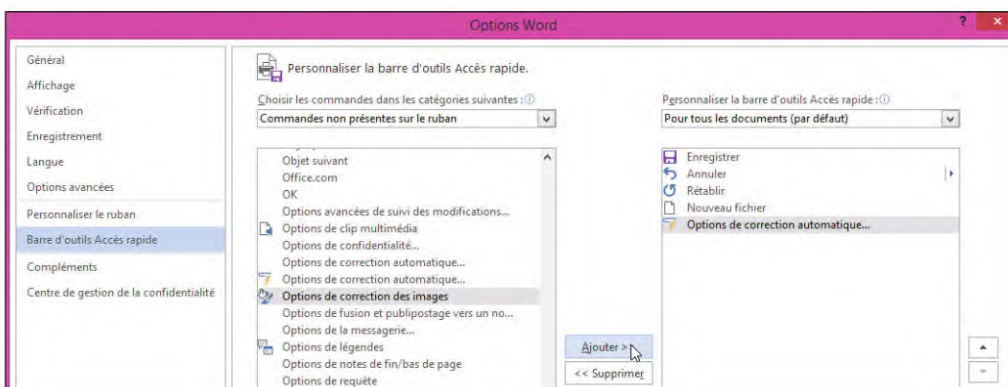 Options Word
?
×
Général
Affichage
Vérification
Enregistrement
Langue
Options avancées
Personnaliser le ruban
Barre d'outils Accès rapide
Compléments
Centre de gestion de la confidentialité
Personnaliser la barre d'outils Accès rapide.
Choisir les commandes dans les catégories suivantes :
Commandes non présentes sur le ruban
Objet suivant
Office.com
OK
Options avancées de suivi des modifications...
Options de clip multimédia
Options de confidentialité...
Options de correction automatique...
Options de correction automatique...
Options de correction des images
Options de fusion et publipostage vers un no...
Options de la messagerie...
Options de légendes
Options de notes de fin/bas de page
Options de requête
Ajouter >>
<< Supprimer
Personnaliser la barre d'outils Accès rapide :
Pour tous les documents (par défaut)
Enregistrer
Annuler
Rétablir
Nouveau fichier
Options de correction automatique...